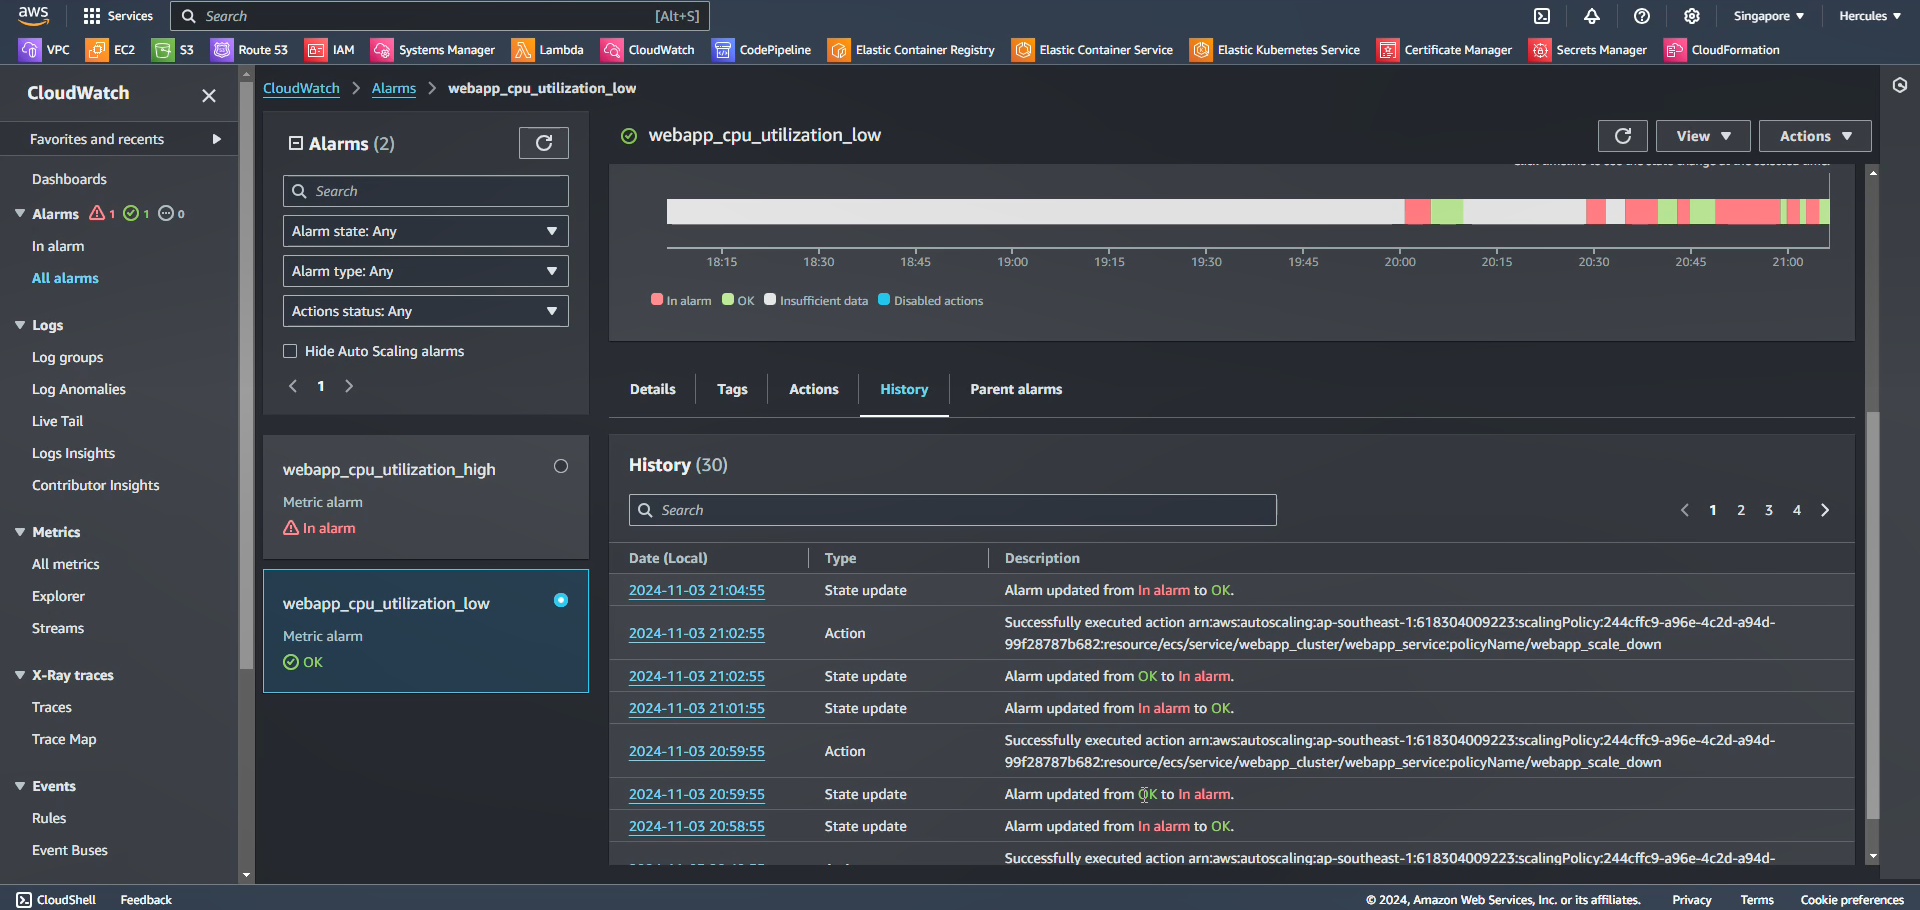 aws
Services
Search
[Alt+S]
Singapore
Hercules
VPC
EC2
S3
Route 53
IAM
Systems Manager
Lambda
CloudWatch
CodePipeline
Elastic Container Registry
Elastic Container Service
Elastic Kubernetes Service
Certificate Manager
Secrets Manager
CloudFormation
CloudWatch
Favorites and recents
Dashboards
Alarms 1 1 0
In alarm
All alarms
Logs
Log groups
Log Anomalies
Live Tail
Logs Insights
Contributor Insights
Metrics
All metrics
Explorer
Streams
X-Ray traces
Traces
Trace Map
Events
Rules
Event Buses
CloudWatch
Alarms
webapp_cpu_utilization_low
Alarms (2)
Search
Alarm state: Any
Alarm type: Any
Actions status: Any
Hide Auto Scaling alarms
1
webapp_cpu_utilization_high
Metric alarm
In alarm
webapp_cpu_utilization_low
Metric alarm
OK
webapp_cpu_utilization_low
View
Actions
Click timeline to see the state change at the selected time.
18:15 18:30 18:45 19:00 19:15 19:30 19:45 20:00 20:15 20:30 20:45 21:00
In alarm OK Insufficient data Disabled actions
Details
Tags
Actions
History
Parent alarms
History (30)
Search
1 2 3 4
Date (Local) Type Description
2024-11-03 21:04:55 State update Alarm updated from In alarm to OK.
2024-11-03 21:02:55 Action Successfully executed action arn:aws:autoscaling:ap-southeast-1:618304009223:scalingPolicy:244cffc9-a96e-4c2d-a94d-
99f28787b682:resource/ecs/service/webapp_cluster/webapp_service:policyName/webapp_scale_down
2024-11-03 21:02:55 State update Alarm updated from OK to In alarm.
2024-11-03 21:01:55 State update Alarm updated from In alarm to OK.
2024-11-03 20:59:55 Action Successfully executed action arn:aws:autoscaling:ap-southeast-1:618304009223:scalingPolicy:244cffc9-a96e-4c2d-a94d-
99f28787b682:resource/ecs/service/webapp_cluster/webapp_service:policyName/webapp_scale_down
2024-11-03 20:59:55 State update Alarm updated from OK to In alarm.
2024-11-03 20:58:55 State update Alarm updated from In alarm to OK.
Successfully executed action arn:aws:autoscaling:ap-southeast-1:618304009223:scalingPolicy:244cffc9-a96e-4c2d-a94d-
CloudShell
Feedback
© 2024, Amazon Web Services, Inc. or its affiliates.
Privacy
Terms
Cookie preferences